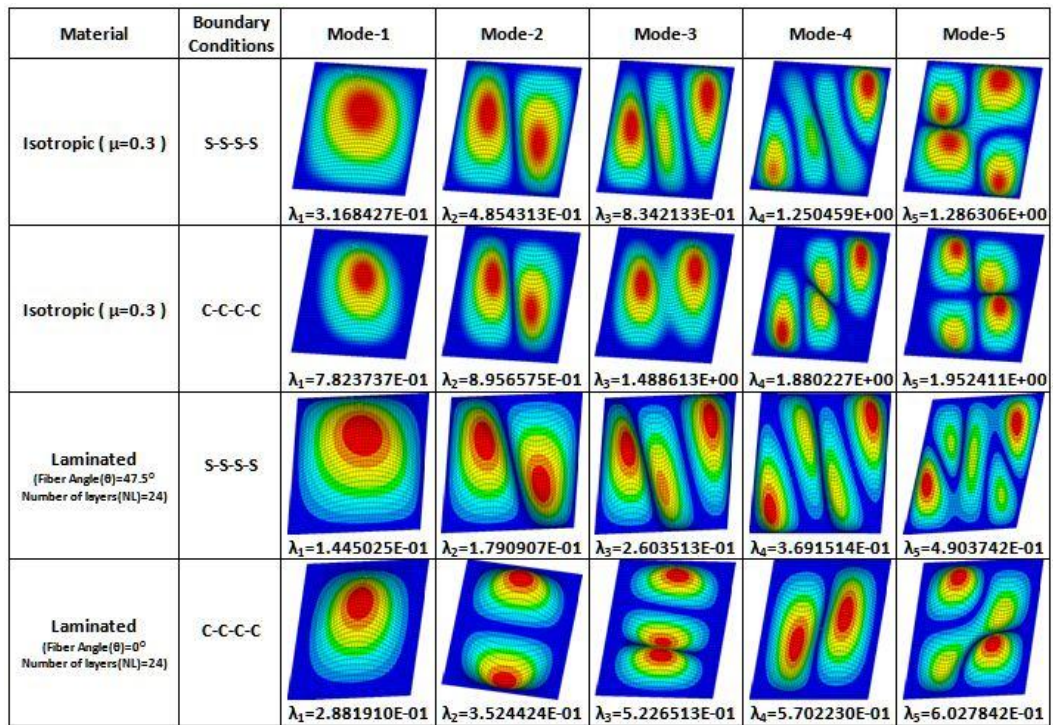 Material Boundary Conditions Mode-1 Mode-2 Mode-3 Mode-4 Mode-5
Isotropic ( μ=0.3 ) S-S-S-S
λ₁=3.168427E-01 λ₂=4.854313E-01 λ₃=8.342133E-01 λ₄=1.250459E+00 λ₅=1.286306E+00
Isotropic ( μ=0.3 ) C-C-C-C
λ₁=7.823737E-01 λ₂=8.956575E-01 λ₃=1.488613E+00 λ₄=1.880227E+00 λ₅=1.952411E+00
Laminated
(Fiber Angle(θ)=47.5⁰
Number of layers(NL)=24)
S-S-S-S
λ₁=1.445025E-01 λ₂=1.790907E-01 λ₃=2.603513E-01 λ₄=3.691514E-01 λ₅=4.903742E-01
Laminated
(Fiber Angle(θ)=0⁰
Number of layers(NL)=24)
C-C-C-C
λ₁=2.881910E-01 λ₂=3.524424E-01 λ₃=5.226513E-01 λ₄=5.702230E-01 λ₅=6.027842E-01